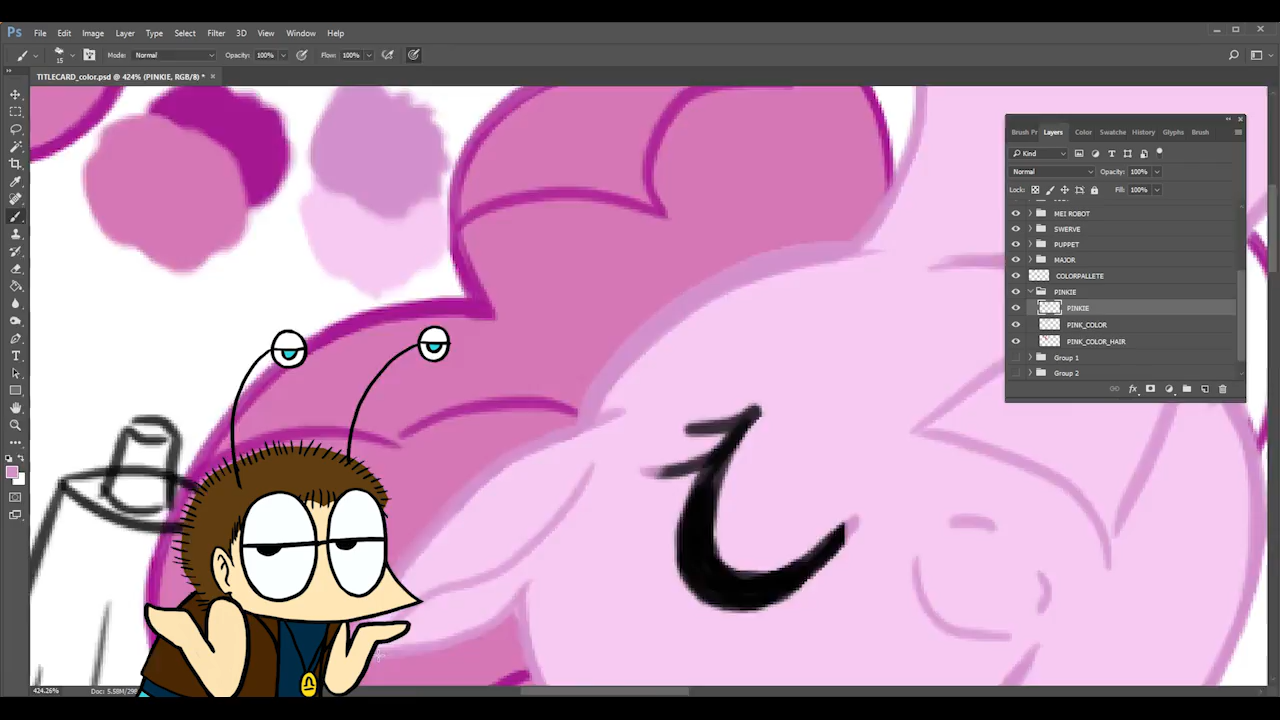 Ps File Edit Image Layer Type Select Filter 3D View Window Help
15 Mode: Normal Opacity: 100% Flow: 100%
TITLECARD_color.psd @ 424% (PINKIE, RGB/8) * ×
Brush Pr Layers Color Swatche History Glyphs Brush
Kind
Normal Opacity: 100%
Lock: Fill: 100%
MEI ROBOT
SWERVE
PUPPET
MAJOR
COLORPALLETE
PINKIE
PINKIE
PINK_COLOR
PINK_COLOR_HAIR
Group 1
Group 2
fx
424.26% Doc: 5.58M/298